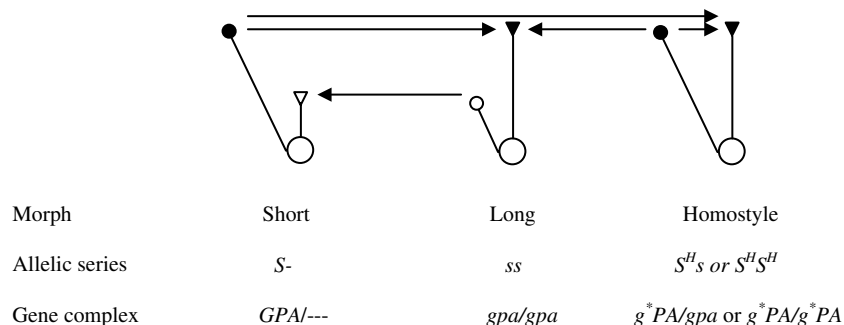 Morph Short Long Homostyle
Allelic series S- ss S^H s or S^H S^H
Gene complex GPA/--- gpa/gpa g*PA/gpa or g*PA/g*PA